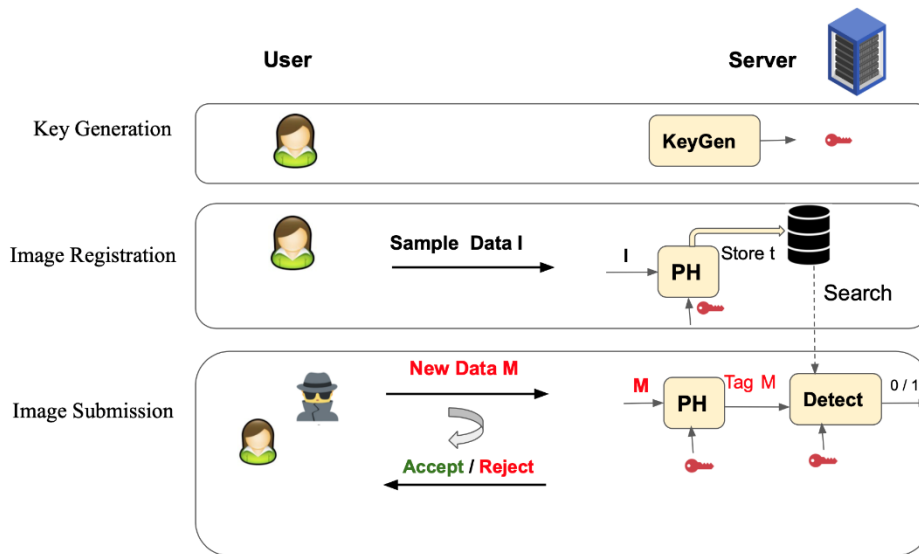 User
Server
Key Generation
KeyGen
Image Registration
Sample Data I
I
PH
Store t
Search
Image Submission
New Data M
M
PH
Tag M
Detect
0 / 1
Accept / Reject